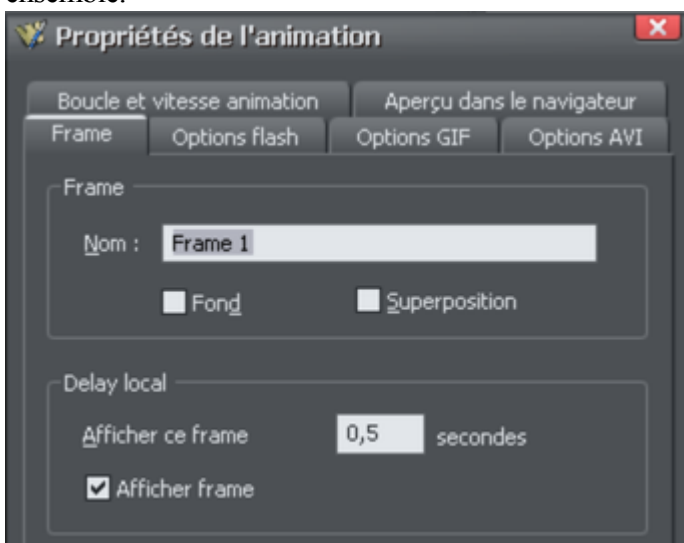 Propriétés de l'animation
Boucle et vitesse animation Aperçu dans le navigateur
Frame Options flash Options GIF Options AVI
Frame
Nom : Frame 1
Fond Superposition
Delay local
Afficher ce frame 0,5 secondes
Afficher frame